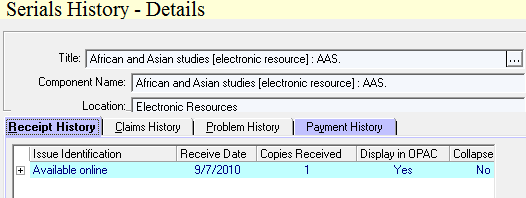 Serials History - Details
Title: African and Asian studies [electronic resource] : AAS. ...
Component Name: African and Asian studies [electronic resource] : AAS.
Location: Electronic Resources
Receipt History Claims History Problem History Payment History
Issue Identification Receive Date Copies Received Display in OPAC Collapse
Available online 9/7/2010 1 Yes No